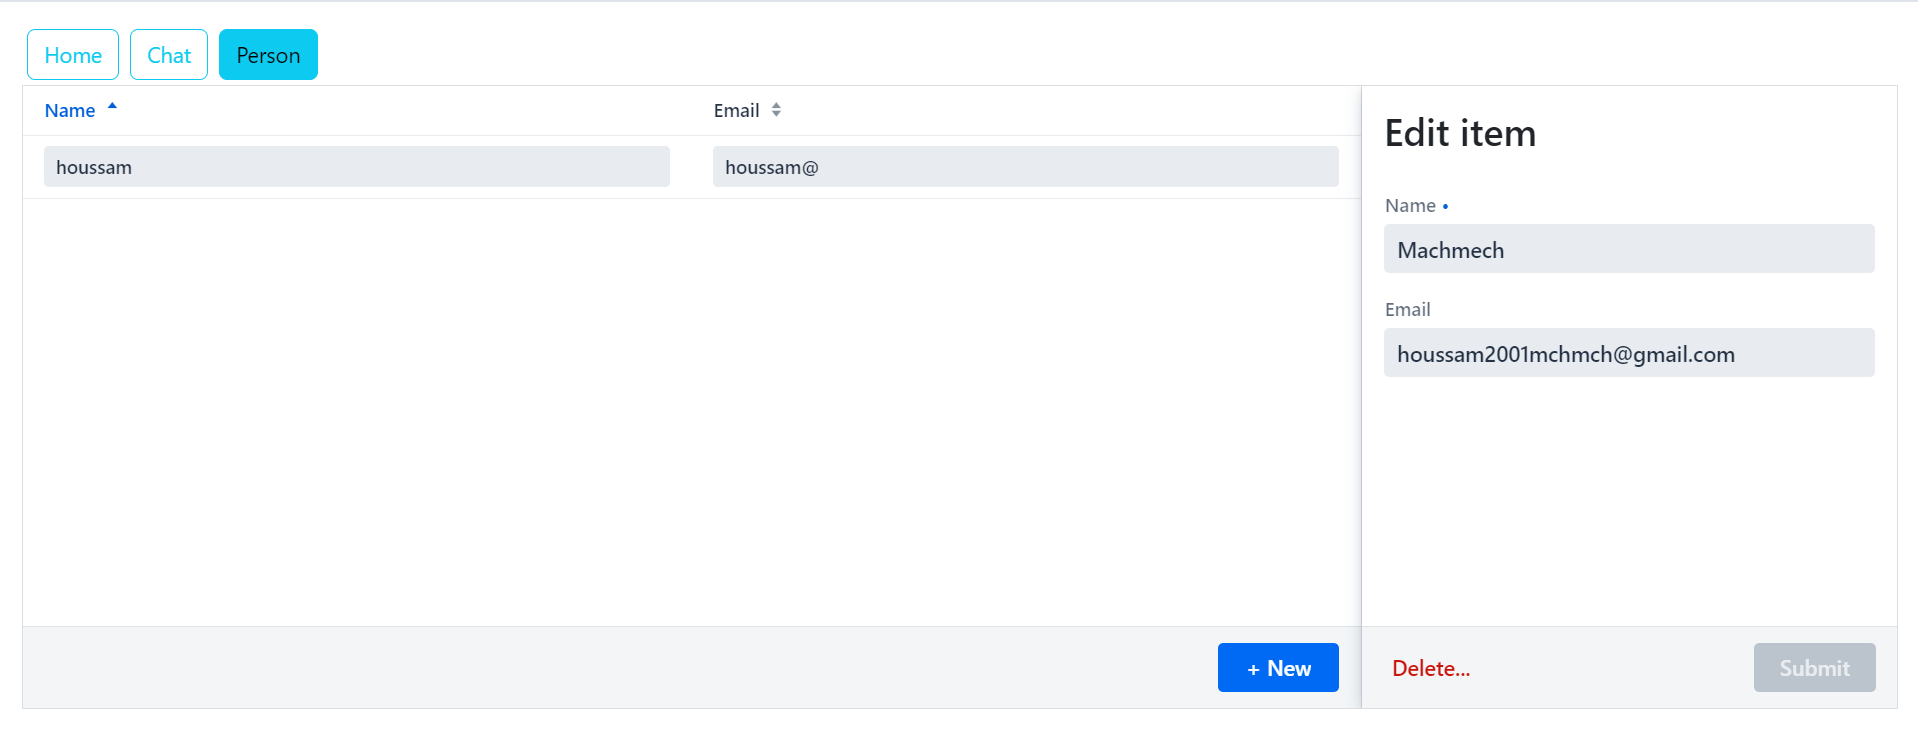 Home Chat Person
Name Email
houssam houssam@
+ New
Edit item
Name •
Machmech
Email
houssam2001mchmch@gmail.com
Delete... Submit